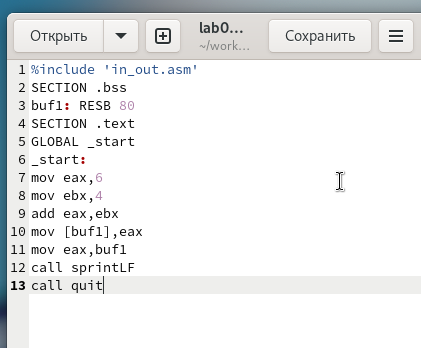 Открыть
lab0...
~/work...
Сохранить
1 %include 'in_out.asm'
2 SECTION .bss
3 buf1: RESB 80
4 SECTION .text
5 GLOBAL _start
6 _start:
7 mov eax,6
8 mov ebx,4
9 add eax,ebx
10 mov [buf1],eax
11 mov eax,buf1
12 call sprintLF
13 call quit